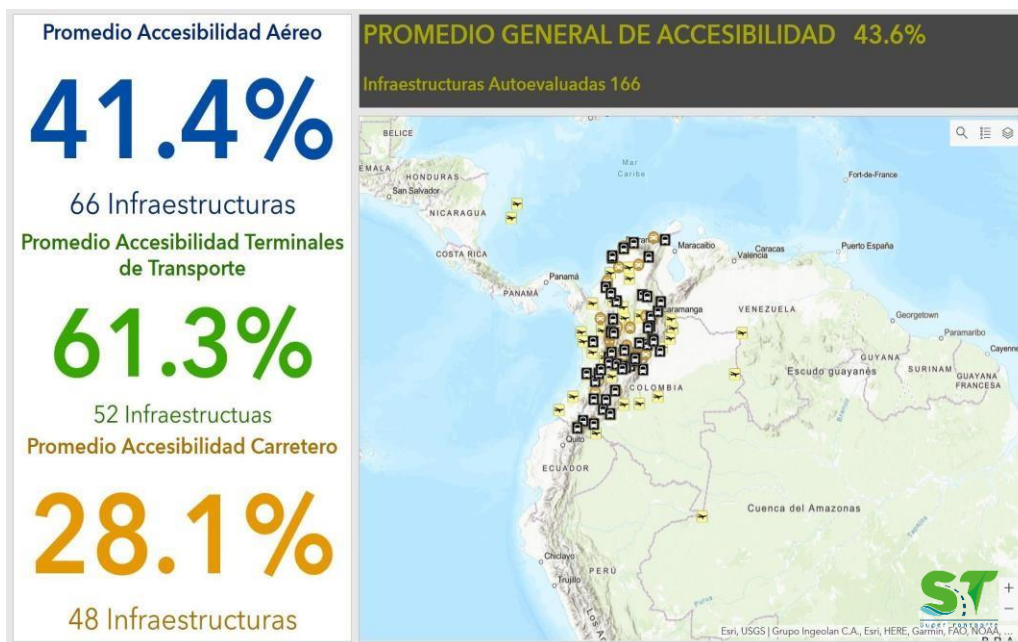 Promedio Accesibilidad Aéreo
41.4%
66 Infraestructuras
Promedio Accesibilidad Terminales
de Transporte
61.3%
52 Infraestructuas
Promedio Accesibilidad Carretero
28.1%
48 Infraestructuras
PROMEDIO GENERAL DE ACCESIBILIDAD 43.6%
Infraestructuras Autoevaluadas 166
BELICE
Mar
Caribe
HONDURAS
San Salvador
Fort-de-France
NICARAGUA
COSTA RICA
Maracaibo
Caracas
Valencia
Puerto España
Panamá
PANAMÁ
VENEZUELA
Georgetown
Paramaribo
Cayenne
GUYANA
SURINAM
GUAYANA
FRANCESA
Escudo guayanés
COLOMBIA
Quito
ECUADOR
Cuenca del Amazonas
Chiclayo
Trujillo
PERÚ
Purus
ST
Esri, USGS | Grupo Ingeolan C.A., Esri, HERE, Garmin, FAO, NOAA, ...